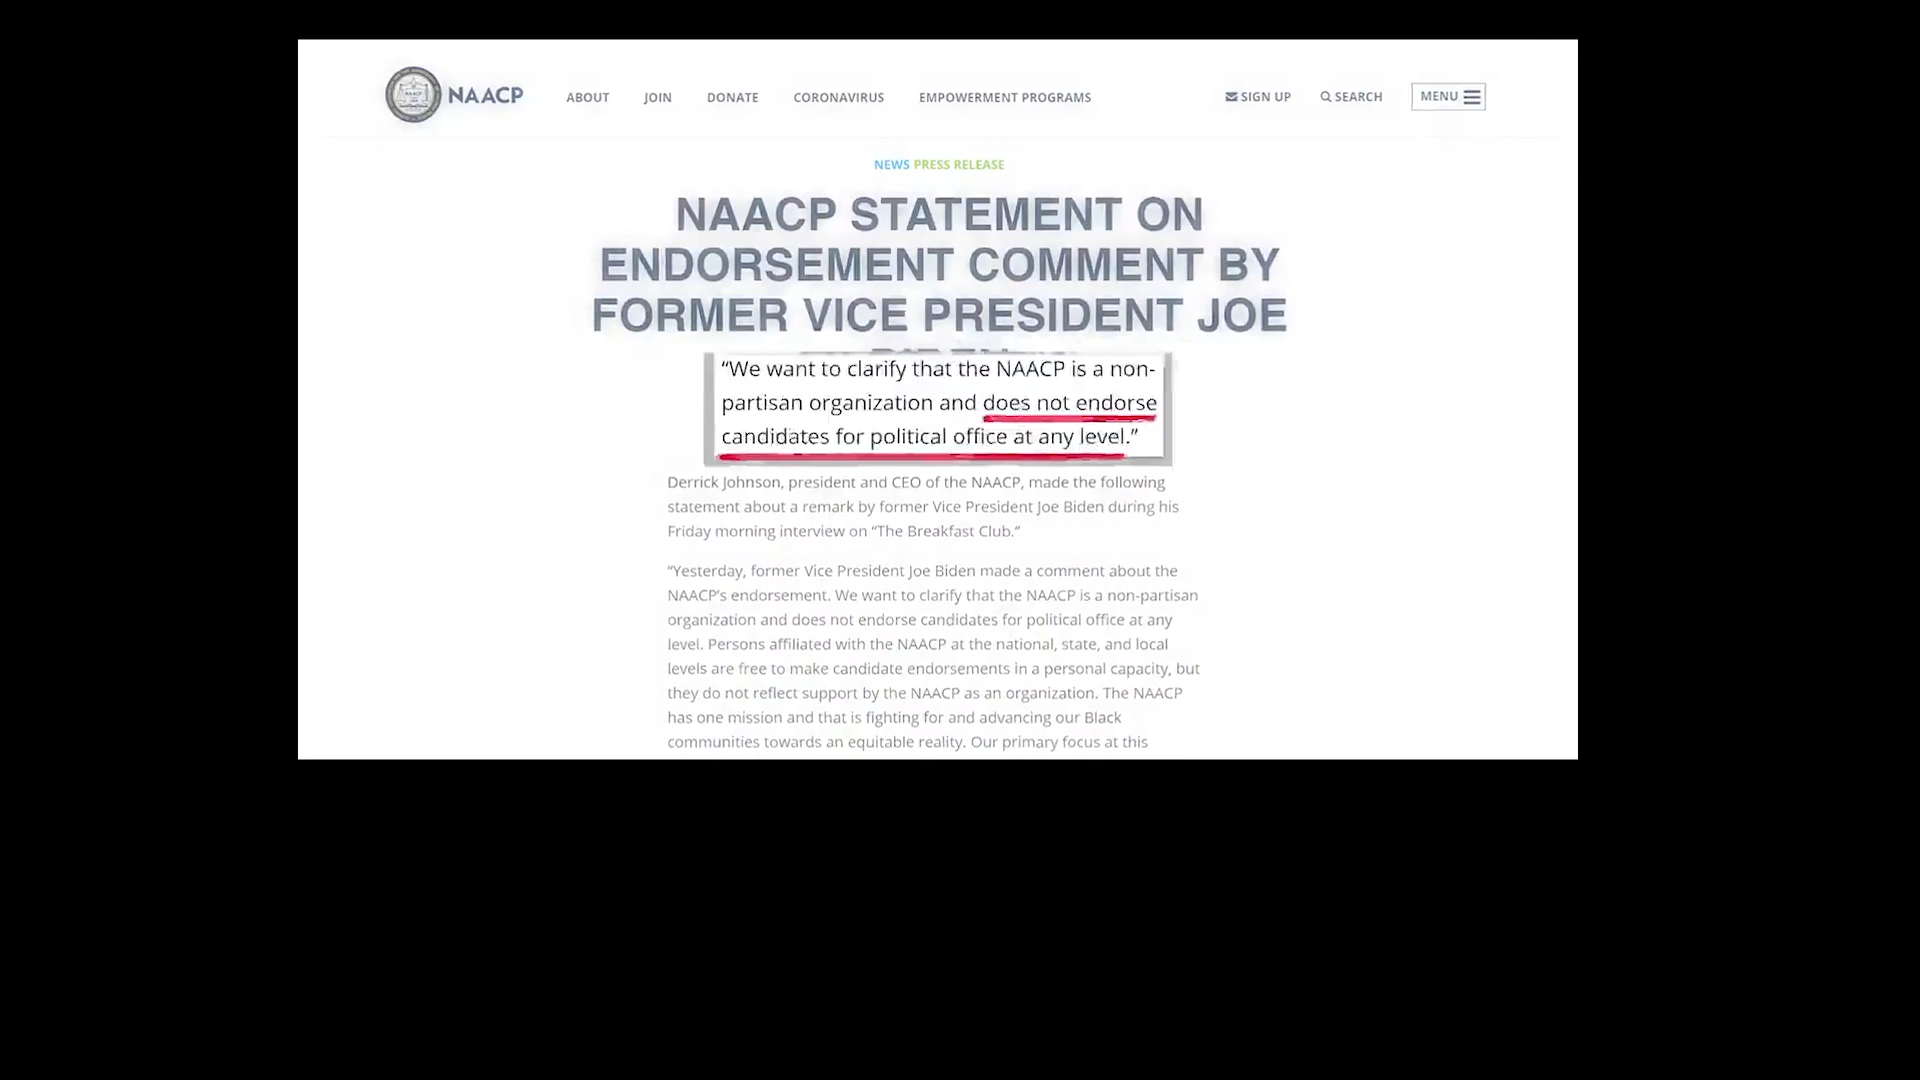 NAACP ABOUT JOIN DONATE CORONAVIRUS EMPOWERMENT PROGRAMS SIGN UP SEARCH MENU
NEWS PRESS RELEASE
NAACP STATEMENT ON
ENDORSEMENT COMMENT BY
FORMER VICE PRESIDENT JOE
“We want to clarify that the NAACP is a non-
partisan organization and does not endorse
candidates for political office at any level.”
Derrick Johnson, president and CEO of the NAACP, made the following
statement about a remark by former Vice President Joe Biden during his
Friday morning interview on “The Breakfast Club.”
“Yesterday, former Vice President Joe Biden made a comment about the
NAACP’s endorsement. We want to clarify that the NAACP is a non-partisan
organization and does not endorse candidates for political office at any
level. Persons affiliated with the NAACP at the national, state, and local
levels are free to make candidate endorsements in a personal capacity, but
they do not reflect support by the NAACP as an organization. The NAACP
has one mission and that is fighting for and advancing our Black
communities towards an equitable reality. Our primary focus at this